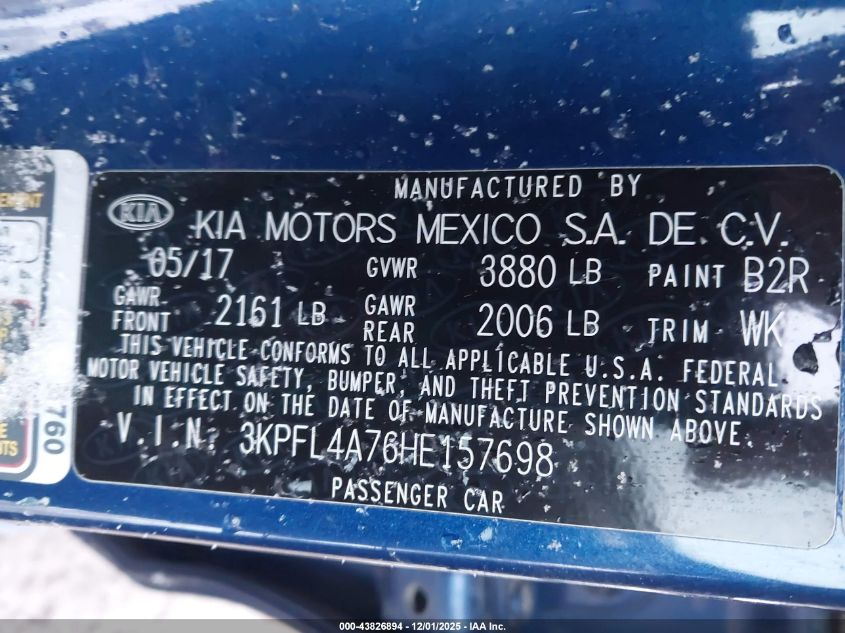 MANUFACTURED BY
KIA KIA MOTORS MEXICO S.A. DE C.V.
05/17 GVWR 3880 LB PAINT B2R
GAWR FRONT 2161 LB GAWR REAR 2006 LB TRIM WK
THIS VEHICLE CONFORMS TO ALL APPLICABLE U.S.A. FEDERAL
MOTOR VEHICLE SAFETY, BUMPER, AND THEFT PREVENTION STANDARDS
IN EFFECT ON THE DATE OF MANUFACTURE SHOWN ABOVE.
V.I.N: 3KPFL4A76HE157698
PASSENGER CAR
760
000-43826894 * 12/01/2025 * IAA Inc.